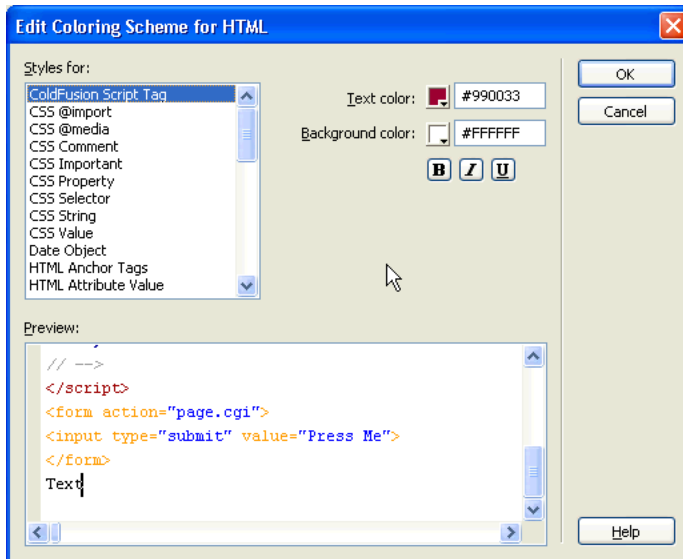 Edit Coloring Scheme for HTML
Styles for:
ColdFusion Script Tag
CSS @import
CSS @media
CSS Comment
CSS Important
CSS Property
CSS Selector
CSS String
CSS Value
Date Object
HTML Anchor Tags
HTML Attribute Value
Text color: #990033
Background color: #FFFFFF
B I U
OK
Cancel
Preview:
// -->
</script>
<form action="page.cgi">
<input type="submit" value="Press Me">
</form>
Text
Help